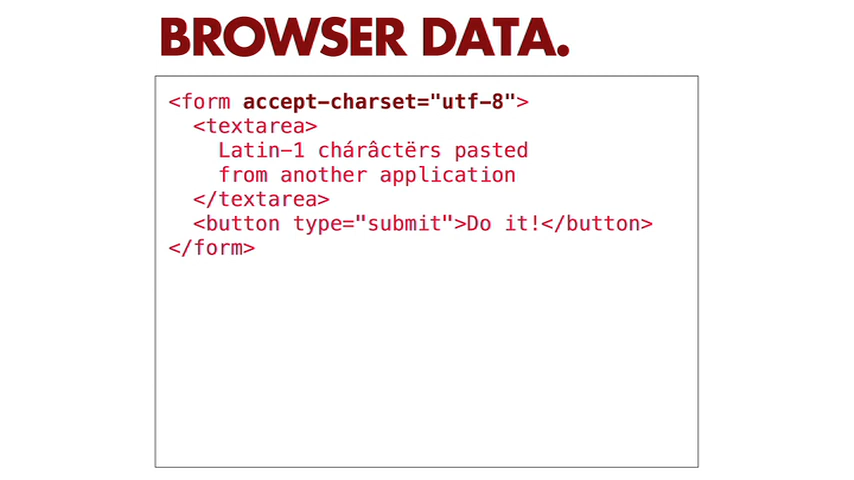 BROWSER DATA.
<form accept-charset="utf-8">
  <textarea>
    Latin-1 chárâctërs pasted
    from another application
  </textarea>
  <button type="submit">Do it!</button>
</form>